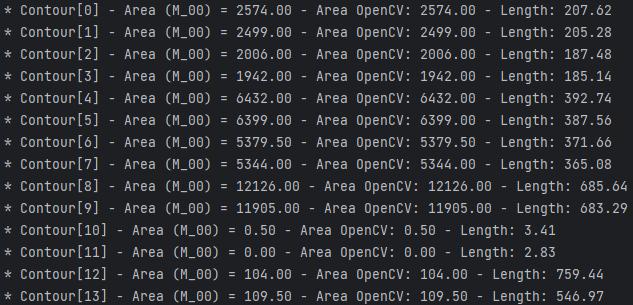 * Contour[0] - Area (M_00) = 2574.00 - Area OpenCV: 2574.00 - Length: 207.62
* Contour[1] - Area (M_00) = 2499.00 - Area OpenCV: 2499.00 - Length: 205.28
* Contour[2] - Area (M_00) = 2006.00 - Area OpenCV: 2006.00 - Length: 187.48
* Contour[3] - Area (M_00) = 1942.00 - Area OpenCV: 1942.00 - Length: 185.14
* Contour[4] - Area (M_00) = 6432.00 - Area OpenCV: 6432.00 - Length: 392.74
* Contour[5] - Area (M_00) = 6399.00 - Area OpenCV: 6399.00 - Length: 387.56
* Contour[6] - Area (M_00) = 5379.50 - Area OpenCV: 5379.50 - Length: 371.66
* Contour[7] - Area (M_00) = 5344.00 - Area OpenCV: 5344.00 - Length: 365.08
* Contour[8] - Area (M_00) = 12126.00 - Area OpenCV: 12126.00 - Length: 685.64
* Contour[9] - Area (M_00) = 11905.00 - Area OpenCV: 11905.00 - Length: 683.29
* Contour[10] - Area (M_00) = 0.50 - Area OpenCV: 0.50 - Length: 3.41
* Contour[11] - Area (M_00) = 0.00 - Area OpenCV: 0.00 - Length: 2.83
* Contour[12] - Area (M_00) = 104.00 - Area OpenCV: 104.00 - Length: 759.44
* Contour[13] - Area (M_00) = 109.50 - Area OpenCV: 109.50 - Length: 546.97